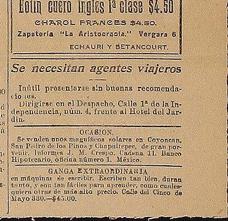 Botin cuero ingles 1ª clase $4.50
CHAROL FRANCES $4.50.
Zapateria "La Aristocracia." Vergara 6
ECHAURI Y BETANCOURT.
Se necesitan agentes viajeros
Inútil presentarse sin buenas recomenda-
ciones.
Dirigirse en el Despacho, Calle 1ª de la In-
dependencia, núm. 4, frente al Hotel del Jar-
dín.
OCASION.
Se venden unos magníficos solares en Coyoacan,
San Pedro de los Pinos y Chapultepec, de gran por-
venir. Informes J. M. Crespo. Cadena 11. Banco
Hipotecario, oficina número 1. México.
GANGA EXTRAORDINARIA
en máquinas de escribir. Escriben tan bien, duran
tanto, y son tan fáciles para aprender, como cuales-
quiera otras de más alto precio. Calle del Cinco de
Mayo 330.—$45.00.